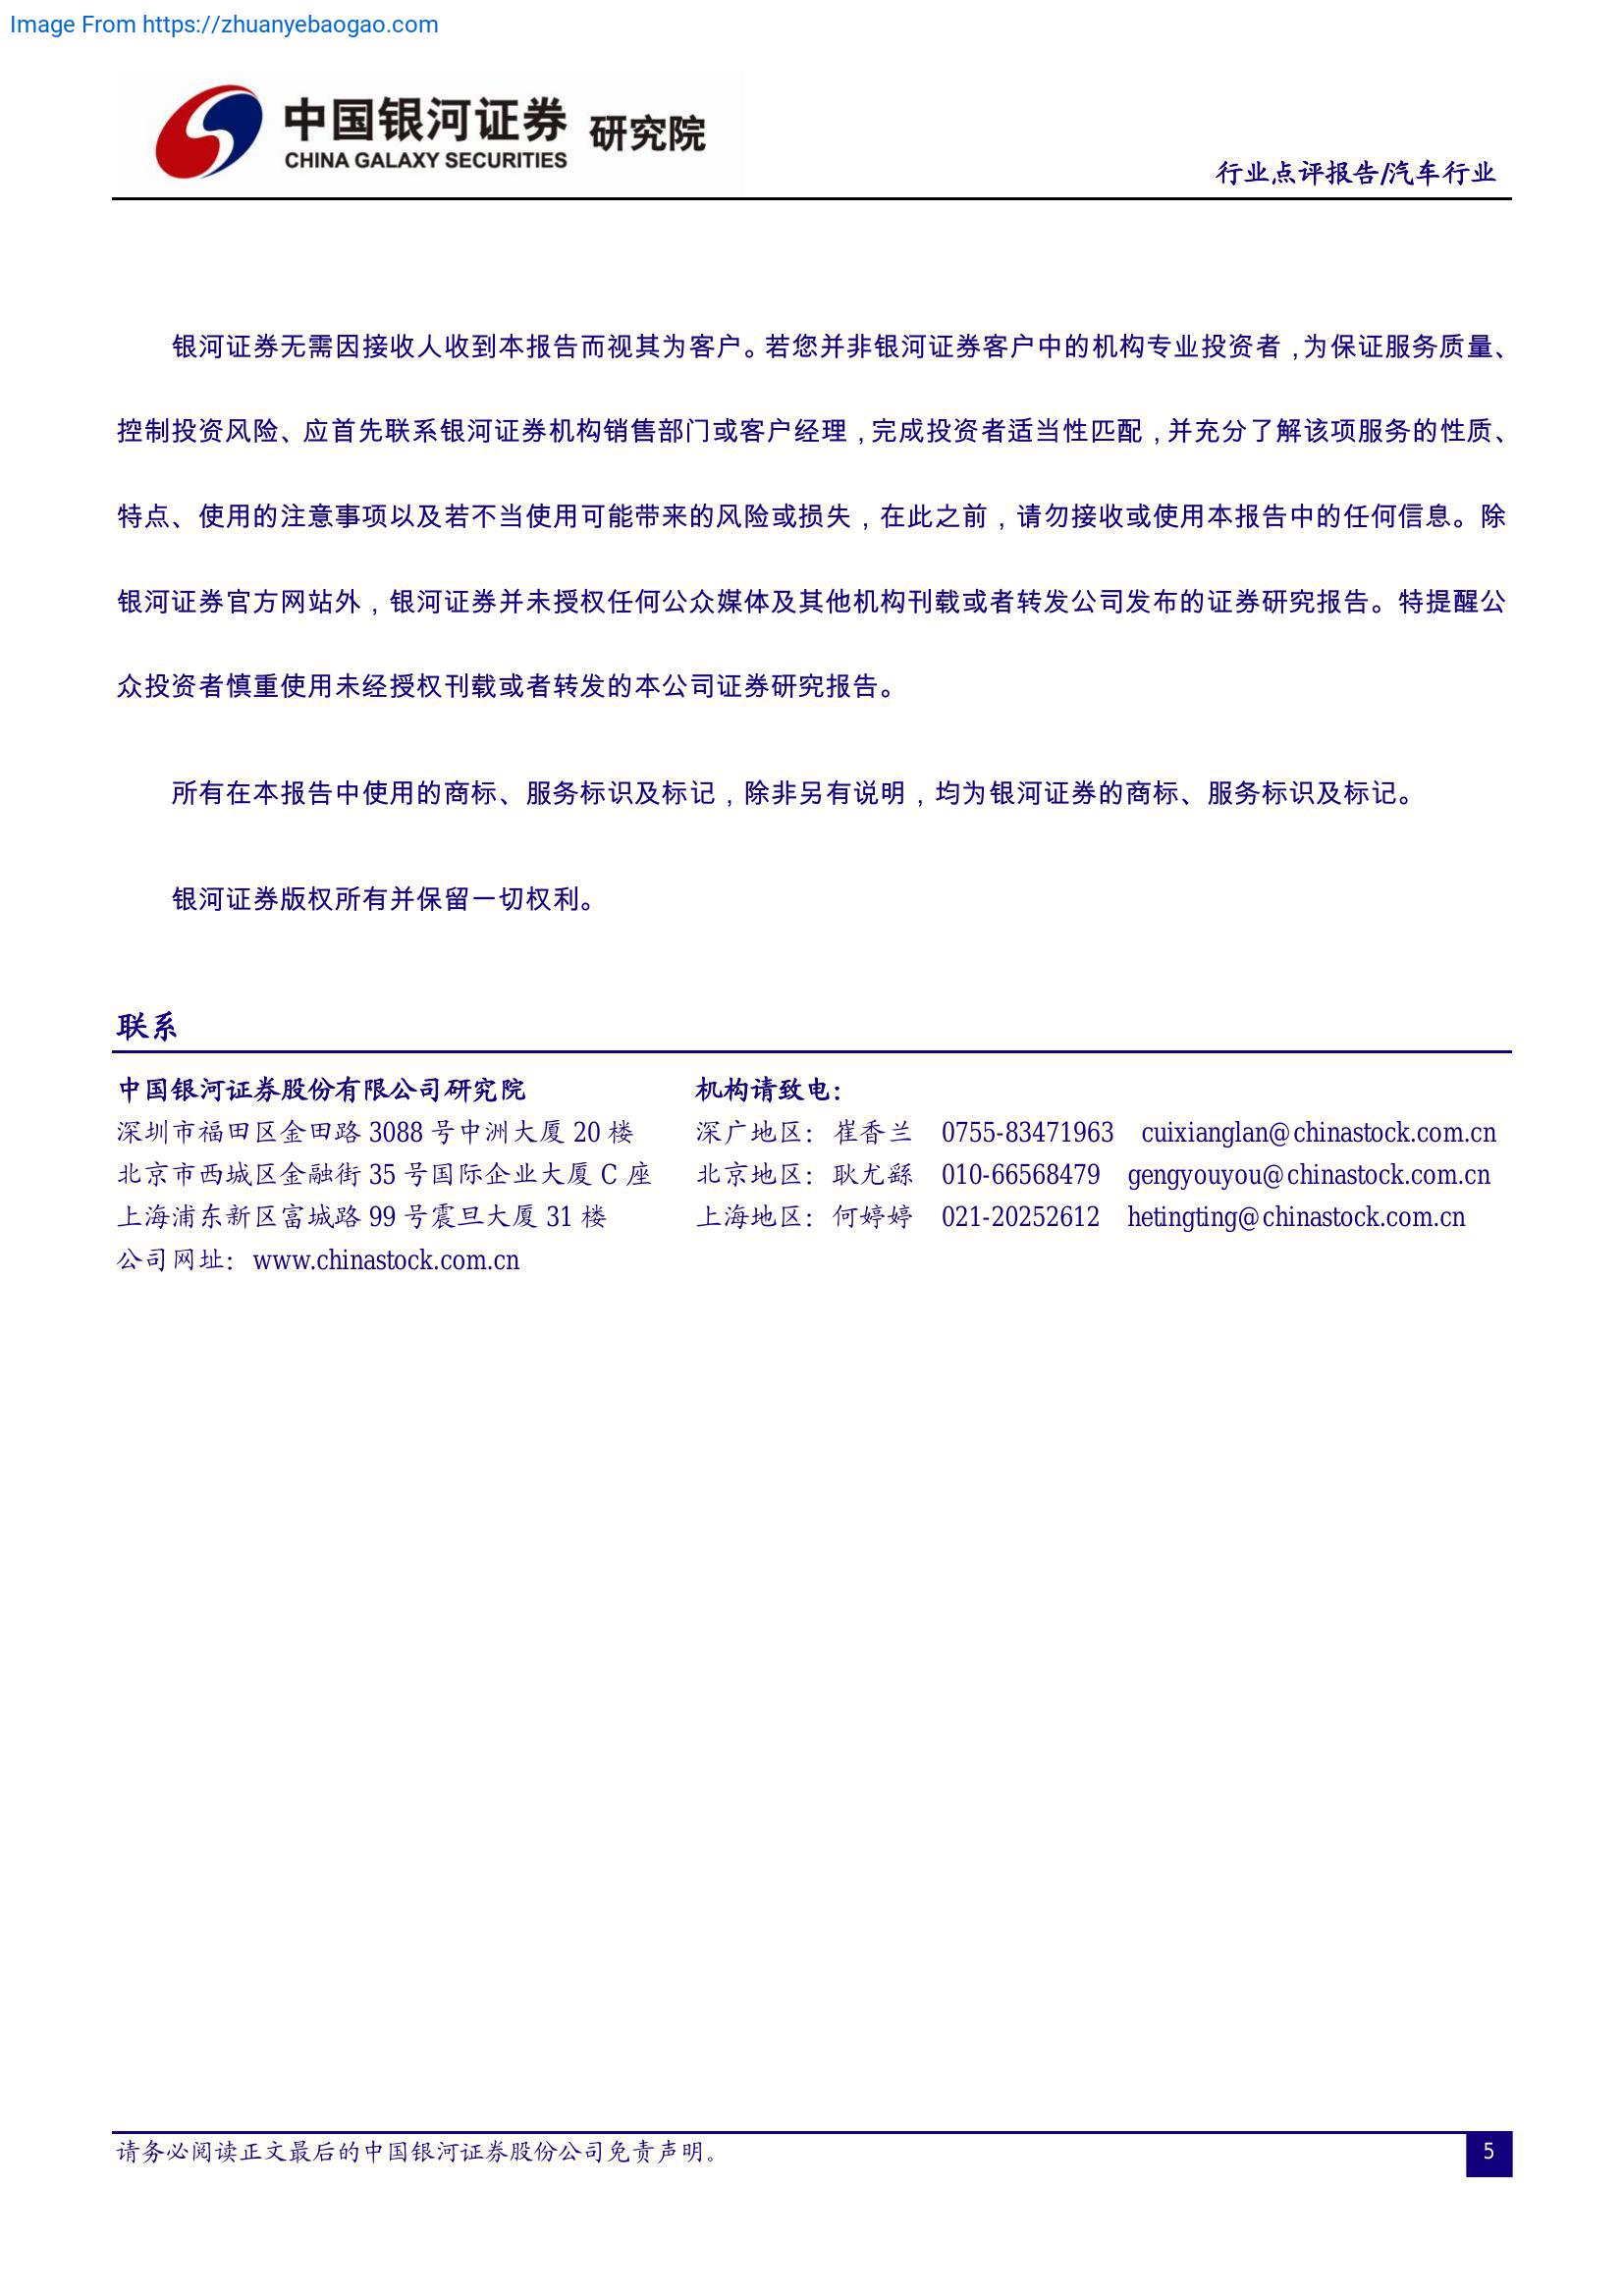 Image From https://zhuanyebaogao.com
中国银河证券 研究院
CHINA GALAXY SECURITIES
行业点评报告/汽车行业
银河证券无需因接收人收到本报告而视其为客户。若您并非银河证券客户中的机构专业投资者，为保证服务质量、
控制投资风险、应首先联系银河证券机构销售部门或客户经理，完成投资者适当性匹配，并充分了解该项服务的性质、
特点、使用的注意事项以及若不当使用可能带来的风险或损失，在此之前，请勿接收或使用本报告中的任何信息。除
银河证券官方网站外，银河证券并未授权任何公众媒体及其他机构刊载或者转发公司发布的证券研究报告。特提醒公
众投资者慎重使用未经授权刊载或者转发的本公司证券研究报告。
所有在本报告中使用的商标、服务标识及标记，除非另有说明，均为银河证券的商标、服务标识及标记。
银河证券版权所有并保留一切权利。
联系
中国银河证券股份有限公司研究院 机构请致电：
深圳市福田区金田路 3088 号中洲大厦 20 楼 深广地区：崔香兰 0755-83471963 cuixianglan@chinastock.com.cn
北京市西城区金融街 35 号国际企业大厦 C 座 北京地区：耿尤繇 010-66568479 gengyouyou@chinastock.com.cn
上海浦东新区富城路 99 号震旦大厦 31 楼 上海地区：何婷婷 021-20252612 hetingting@chinastock.com.cn
公司网址：www.chinastock.com.cn
请务必阅读正文最后的中国银河证券股份公司免责声明。 5